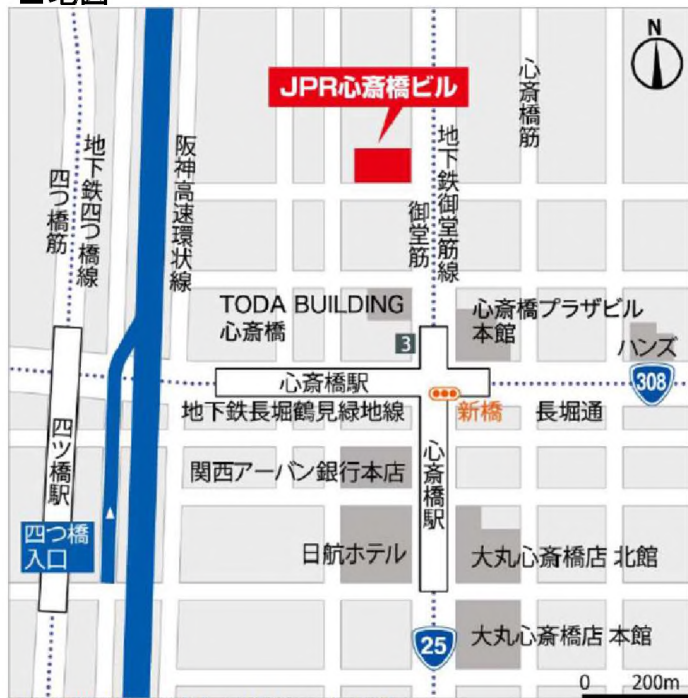 N
JPR心斎橋ビル
心斎橋筋
地下鉄御堂筋線
御堂筋
阪神高速環状線
地下鉄四つ橋線
四つ橋筋
TODA BUILDING
心斎橋
心斎橋プラザビル
本館
3
ハンズ
心斎橋駅
308
地下鉄長堀鶴見緑地線
新橋
長堀通
四ツ橋駅
関西アーバン銀行本店
心斎橋駅
四つ橋
入口
日航ホテル
大丸心斎橋店 北館
25
大丸心斎橋店 本館
0 200m